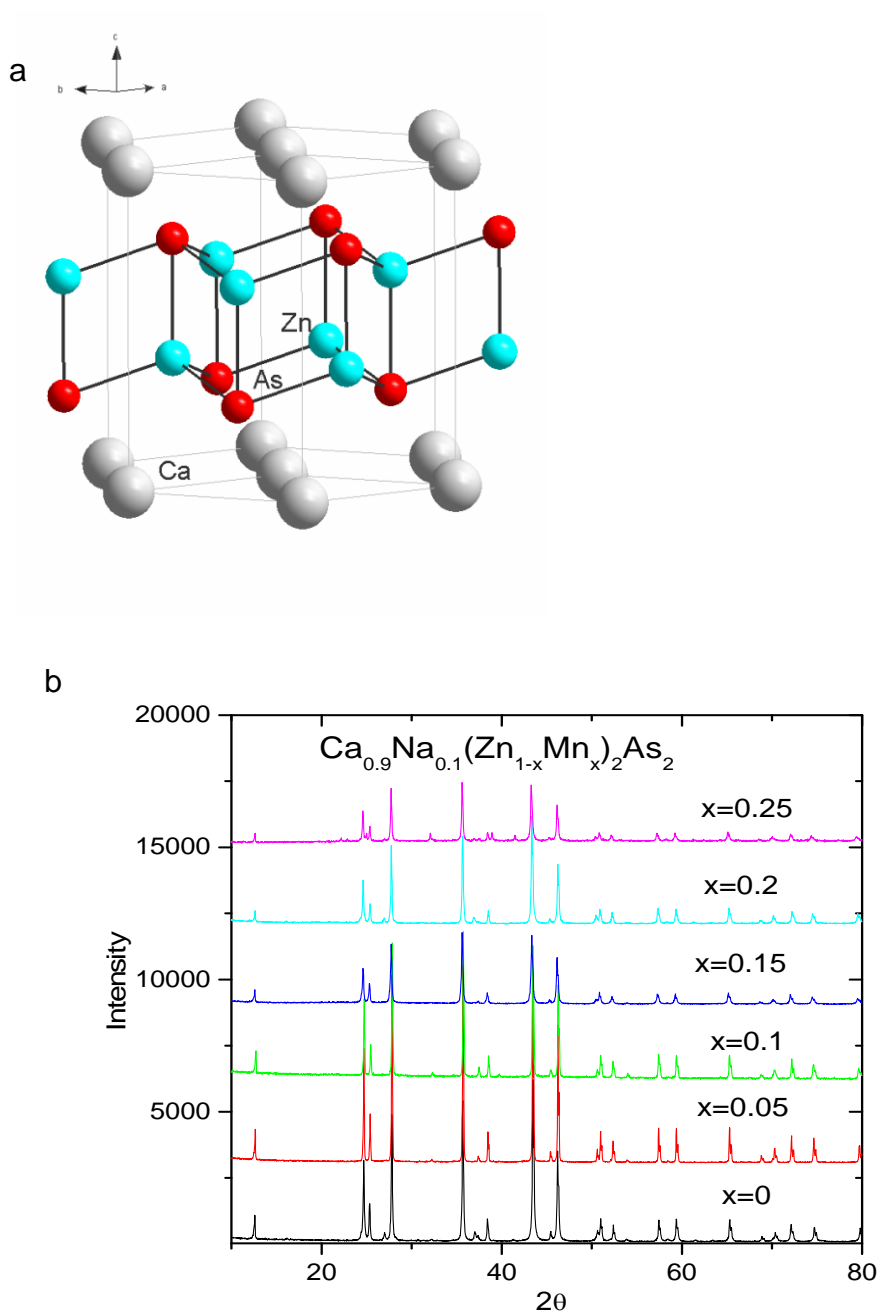 a
c
b a
Zn
As
Ca
b
20000
Ca0.9Na0.1(Zn1-xMnx)2As2
x=0.25
15000
x=0.2
x=0.15
10000
x=0.1
x=0.05
5000
x=0
Intensity
20 40 60 80
2θ